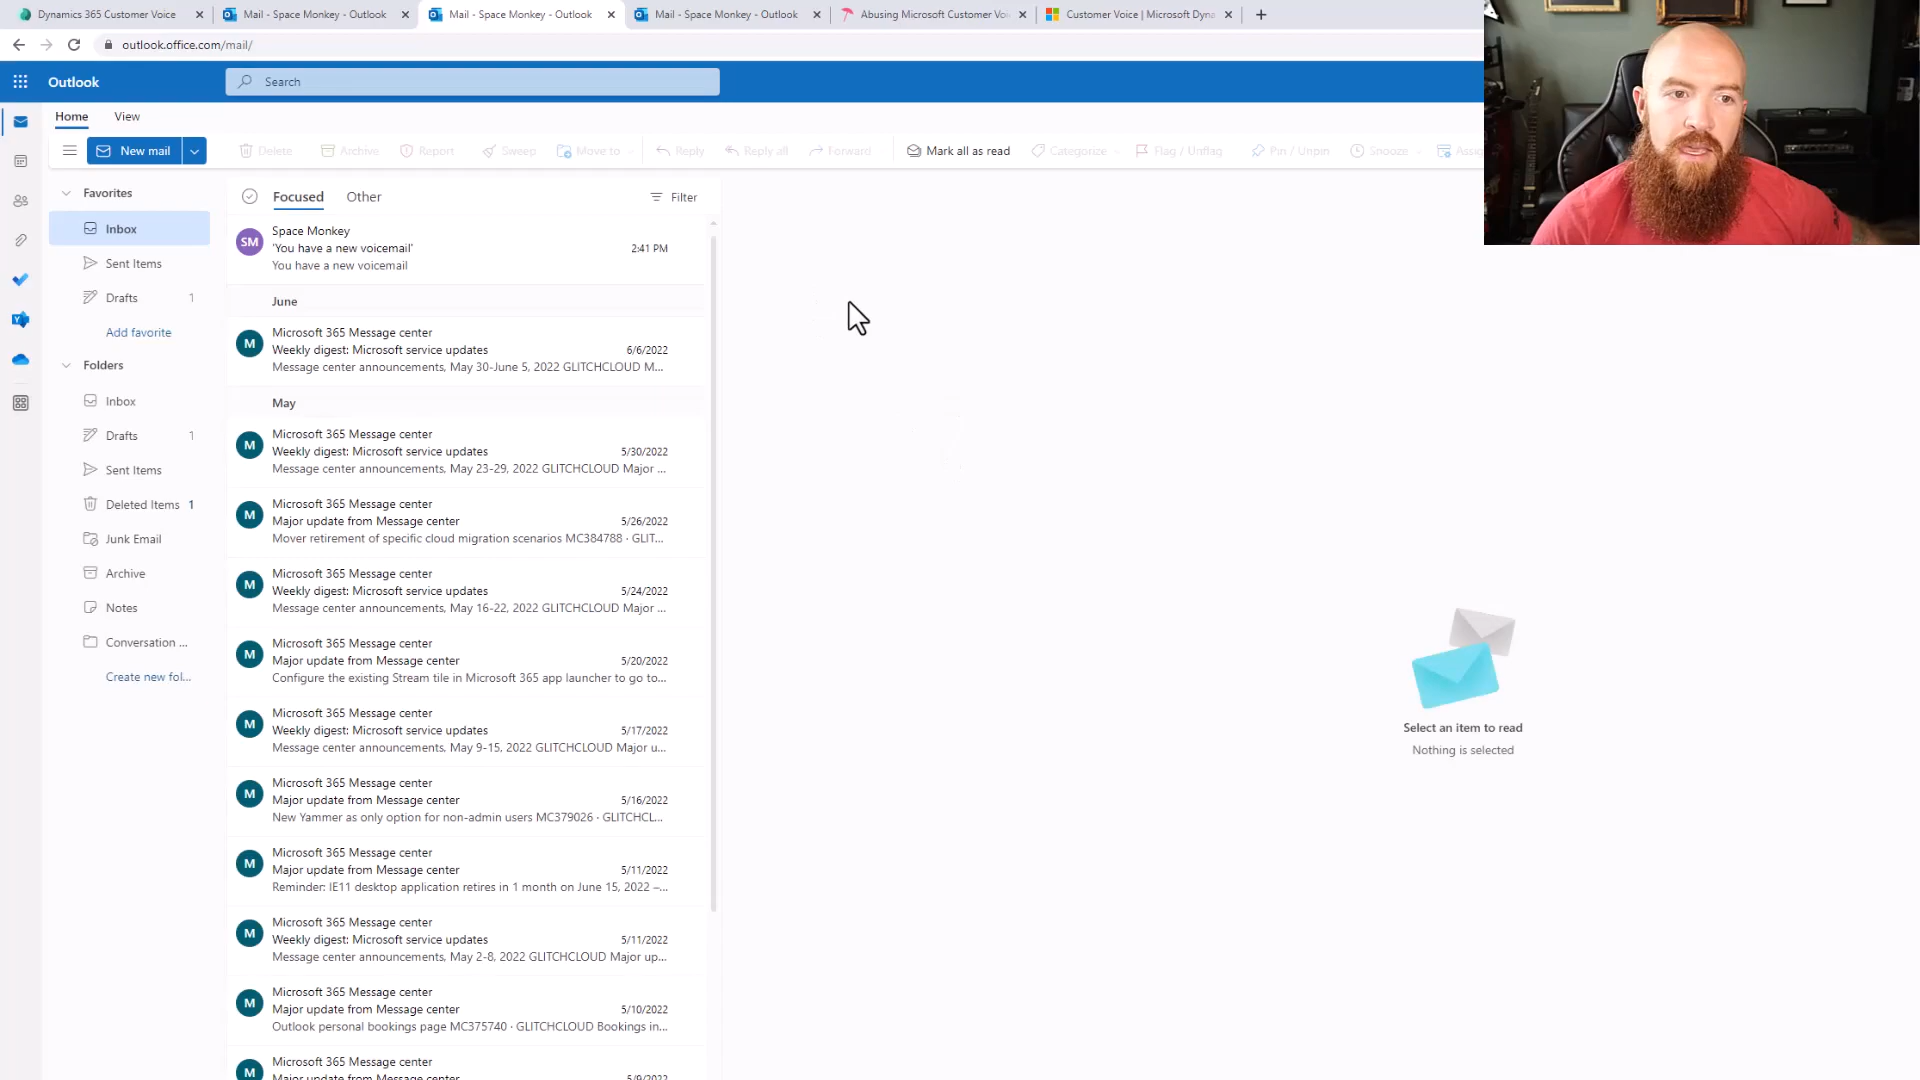 Dynamics 365 Customer Voice
Mail - Space Monkey - Outlook
Mail - Space Monkey - Outlook
Mail - Space Monkey - Outlook
Abusing Microsoft Customer Voi
Customer Voice | Microsoft Dyna
outlook.office.com/mail/
Outlook
Search
Home
View
New mail
Delete
Archive
Report
Sweep
Move to
Reply
Reply all
Forward
Mark all as read
Categorize
Flag / Unflag
Pin / Unpin
Snooze
Assig
Favorites
Inbox
Sent Items
Drafts 1
Add favorite
Folders
Inbox
Drafts 1
Sent Items
Deleted Items 1
Junk Email
Archive
Notes
Conversation ...
Create new fol...
Focused
Other
Filter
SM
Space Monkey
'You have a new voicemail' 2:41 PM
You have a new voicemail
June
M
Microsoft 365 Message center
Weekly digest: Microsoft service updates 6/6/2022
Message center announcements, May 30-June 5, 2022 GLITCHCLOUD M...
May
M
Microsoft 365 Message center
Weekly digest: Microsoft service updates 5/30/2022
Message center announcements, May 23-29, 2022 GLITCHCLOUD Major ...
M
Microsoft 365 Message center
Major update from Message center 5/26/2022
Mover retirement of specific cloud migration scenarios MC384788 · GLIT...
M
Microsoft 365 Message center
Weekly digest: Microsoft service updates 5/24/2022
Message center announcements, May 16-22, 2022 GLITCHCLOUD Major ...
M
Microsoft 365 Message center
Major update from Message center 5/20/2022
Configure the existing Stream tile in Microsoft 365 app launcher to go to...
M
Microsoft 365 Message center
Weekly digest: Microsoft service updates 5/17/2022
Message center announcements, May 9-15, 2022 GLITCHCLOUD Major u...
M
Microsoft 365 Message center
Major update from Message center 5/16/2022
New Yammer as only option for non-admin users MC379026 · GLITCHCL...
M
Microsoft 365 Message center
Major update from Message center 5/11/2022
Reminder: IE11 desktop application retires in 1 month on June 15, 2022 –...
M
Microsoft 365 Message center
Weekly digest: Microsoft service updates 5/11/2022
Message center announcements, May 2-8, 2022 GLITCHCLOUD Major up...
M
Microsoft 365 Message center
Major update from Message center 5/10/2022
Outlook personal bookings page MC375740 · GLITCHCLOUD Bookings in...
M
Microsoft 365 Message center
Major update from Message center 5/9/2022
Select an item to read
Nothing is selected